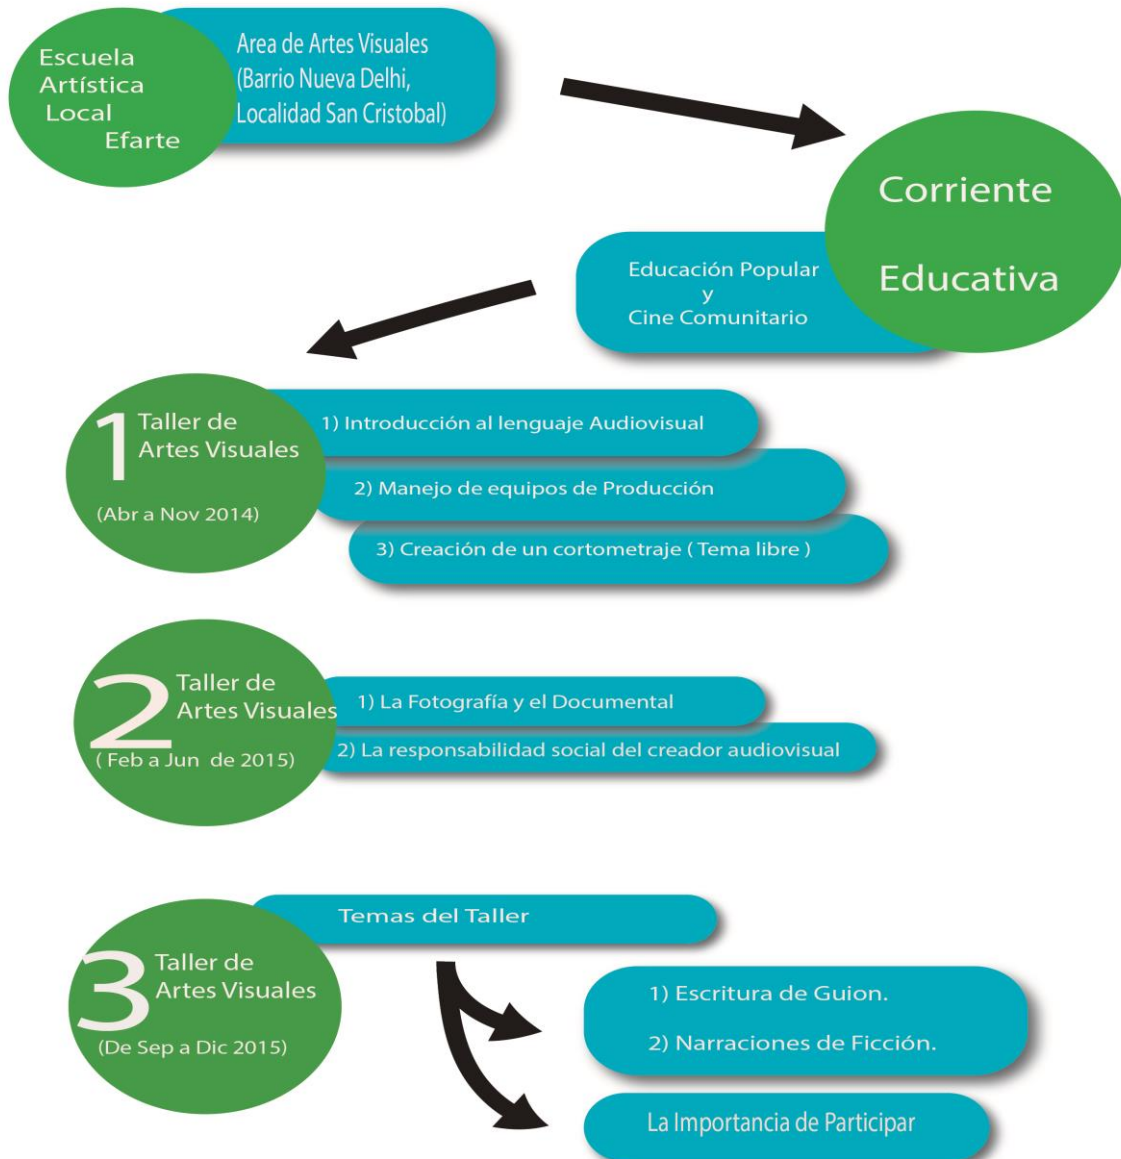 Escuela
Artística
Local
Efarte
Area de Artes Visuales
(Barrio Nueva Delhi,
Localidad San Cristobal)
Corriente
Educativa
Educación Popular
y
Cine Comunitario
1 Taller de
Artes Visuales
(Abr a Nov 2014)
1) Introducción al lenguaje Audiovisual
2) Manejo de equipos de Producción
3) Creación de un cortometraje ( Tema libre )
2 Taller de
Artes Visuales
( Feb a Jun de 2015)
1) La Fotografía y el Documental
2) La responsabilidad social del creador audiovisual
3 Taller de
Artes Visuales
(De Sep a Dic 2015)
Temas del Taller
1) Escritura de Guion.
2) Narraciones de Ficción.
La Importancia de Participar